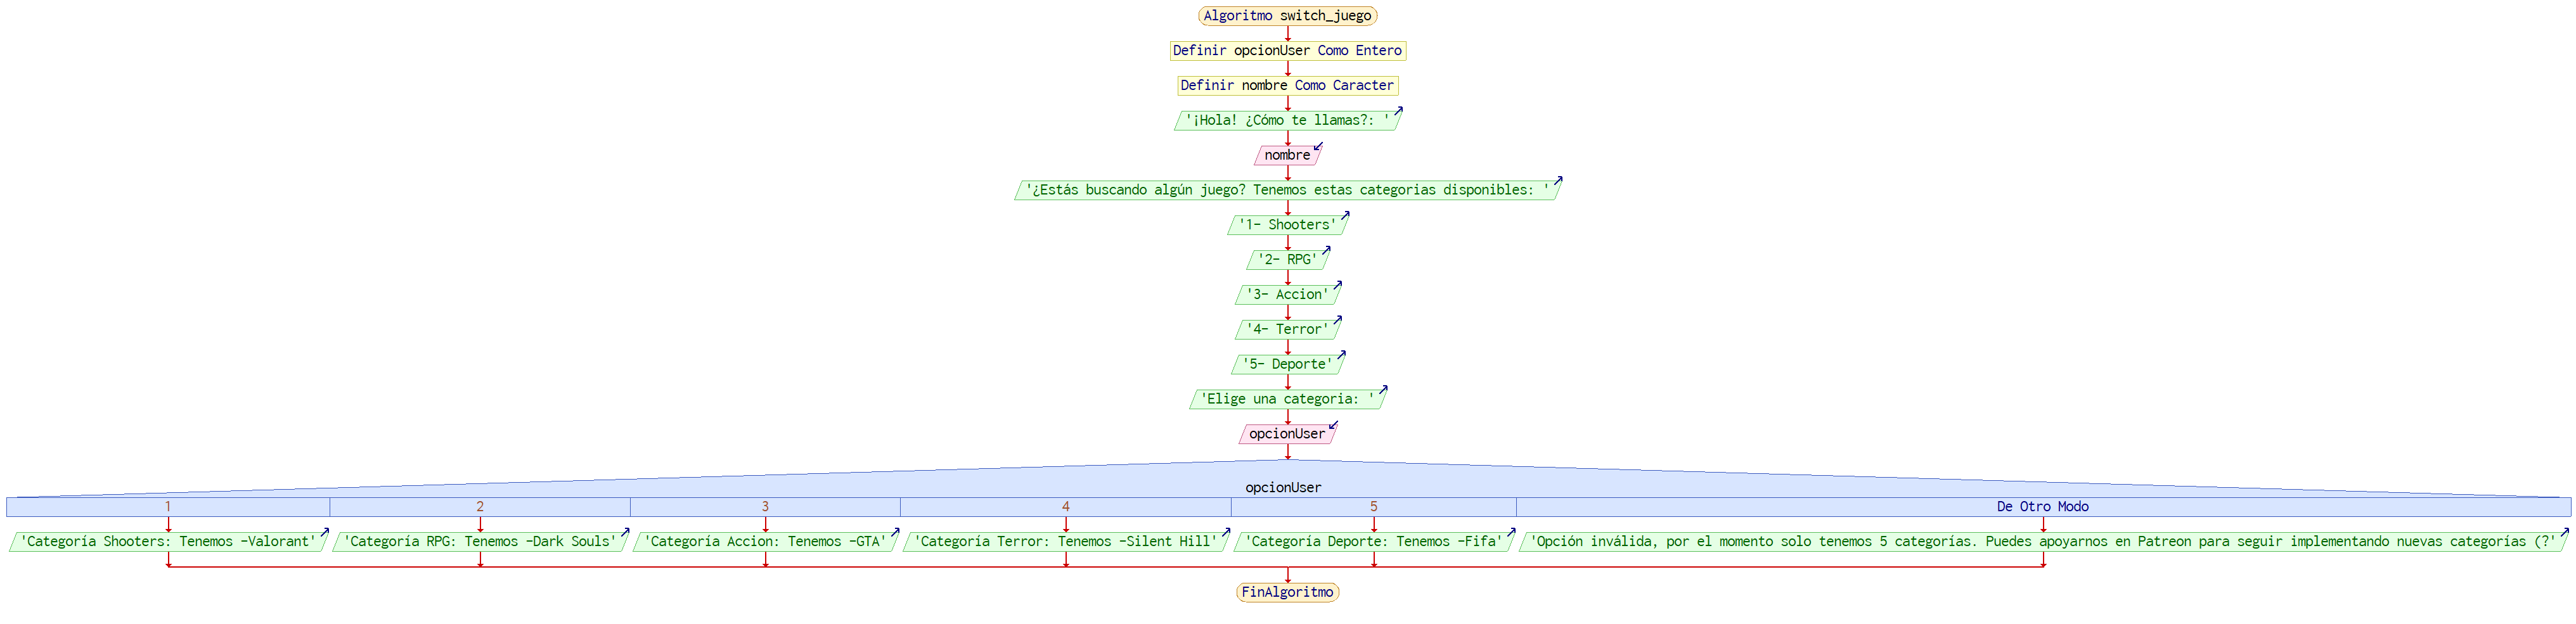 Algoritmo switch_juego
Definir opcionUser Como Entero
Definir nombre Como Caracter
'¡Hola! ¿Cómo te llamas?: '
nombre
'¿Estás buscando algún juego? Tenemos estas categorias disponibles: '
'1- Shooters'
'2- RPG'
'3- Accion'
'4- Terror'
'5- Deporte'
'Elige una categoria: '
opcionUser
opcionUser
1 2 3 4 5 De Otro Modo
'Categoría Shooters: Tenemos -Valorant' 'Categoría RPG: Tenemos -Dark Souls' 'Categoría Accion: Tenemos -GTA' 'Categoría Terror: Tenemos -Silent Hill' 'Categoría Deporte: Tenemos -Fifa' 'Opción inválida, por el momento solo tenemos 5 categorías. Puedes apoyarnos en Patreon para seguir implementando nuevas categorías (?'
FinAlgoritmo